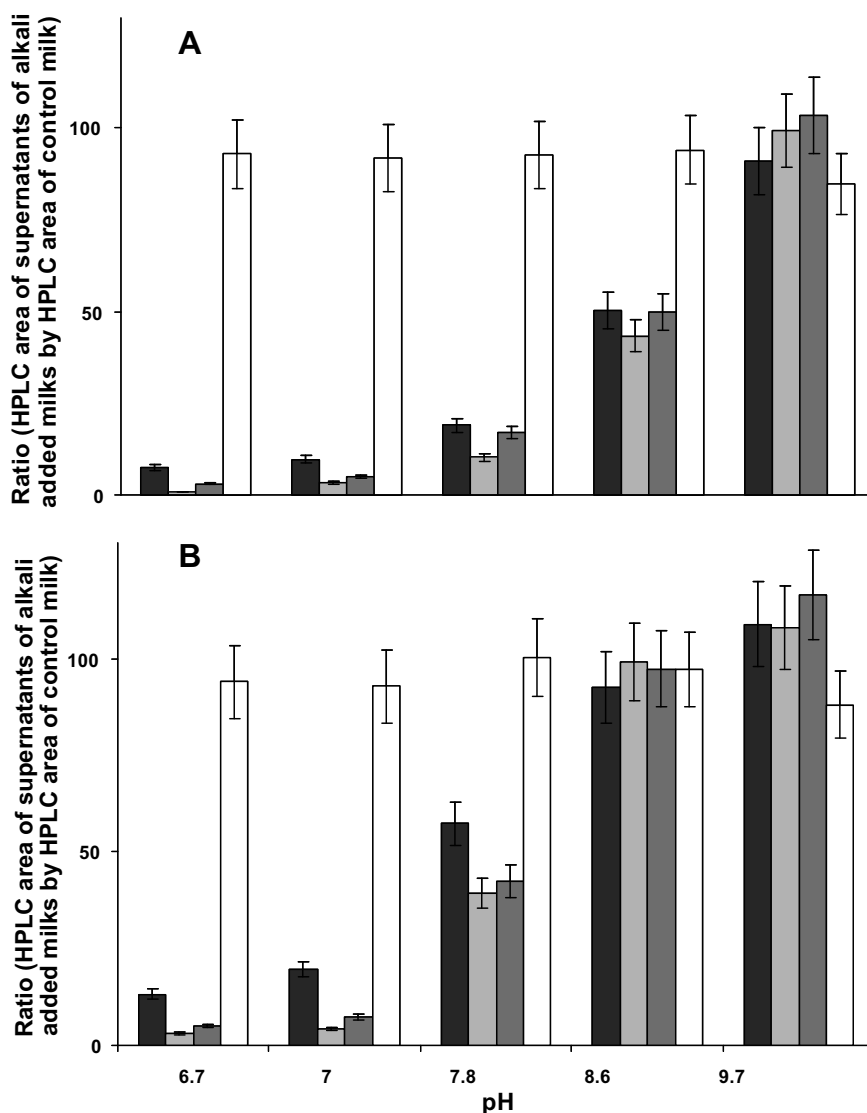 A
Ratio (HPLC area of supernatants of alkali
added milks by HPLC area of control milk)
100
50
0
B
Ratio (HPLC area of supernatants of alkali
added milks by HPLC area of control milk)
100
50
0
6.7 7 7.8 8.6 9.7
pH